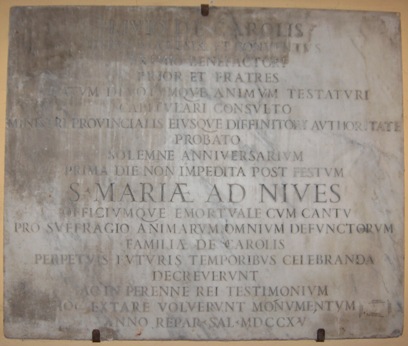 DE CAROLIS
BENEFACTORI
PRIOR ET FRATRES
ANIMVM TESTATVRI
CAPITVLARI CONSVLTO
PROVINCIALIS EIVSQVE DIFFINITORY AVTHORITATE
PROBATO
SOLEMNE ANNIVERSARIVM
PRIMA DIE NON IMPEDITA POST FESTVM
S·MARIÆ AD NIVES
OFFICIVMQVE EMORTVALE CVM CANTV
PRO SVFFRAGIO ANIMARVM OMNIVM DEFVNCTORVM
FAMILIÆ DE CAROLIS
PERPETVIS FVTVRIS TEMPORIBVS CELEBRANDA
DECREVERVNT
AC IN PERENNE REI TESTIMONIVM
HOC EXTARE VOLVERVNT MONVMENTVM
ANNO REPAR·SAL·MDCCXV